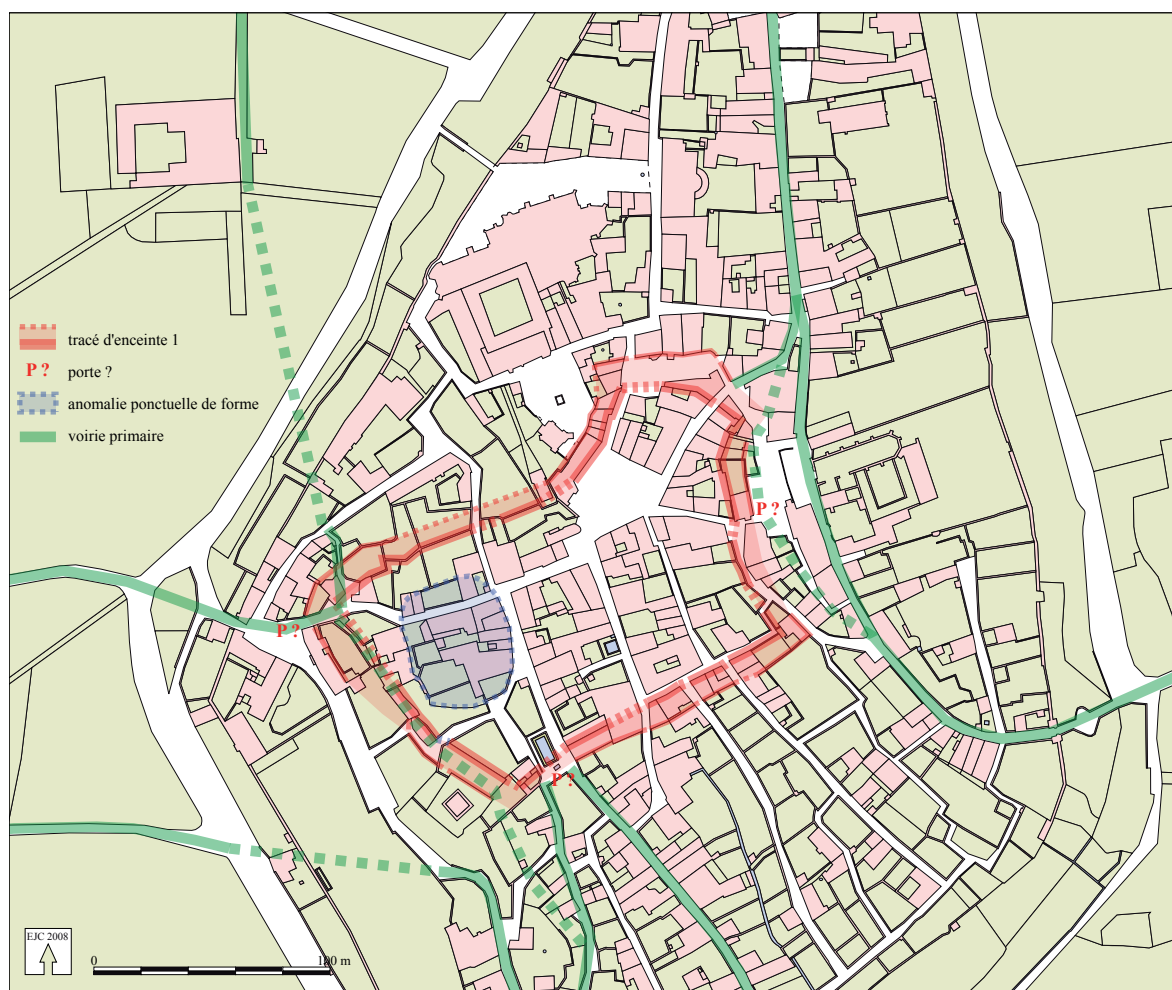 tracé d'enceinte 1
P ? porte ?
anomalie ponctuelle de forme
voirie primaire
P ?
P ?
P ?
EJC 2008
0 100 m